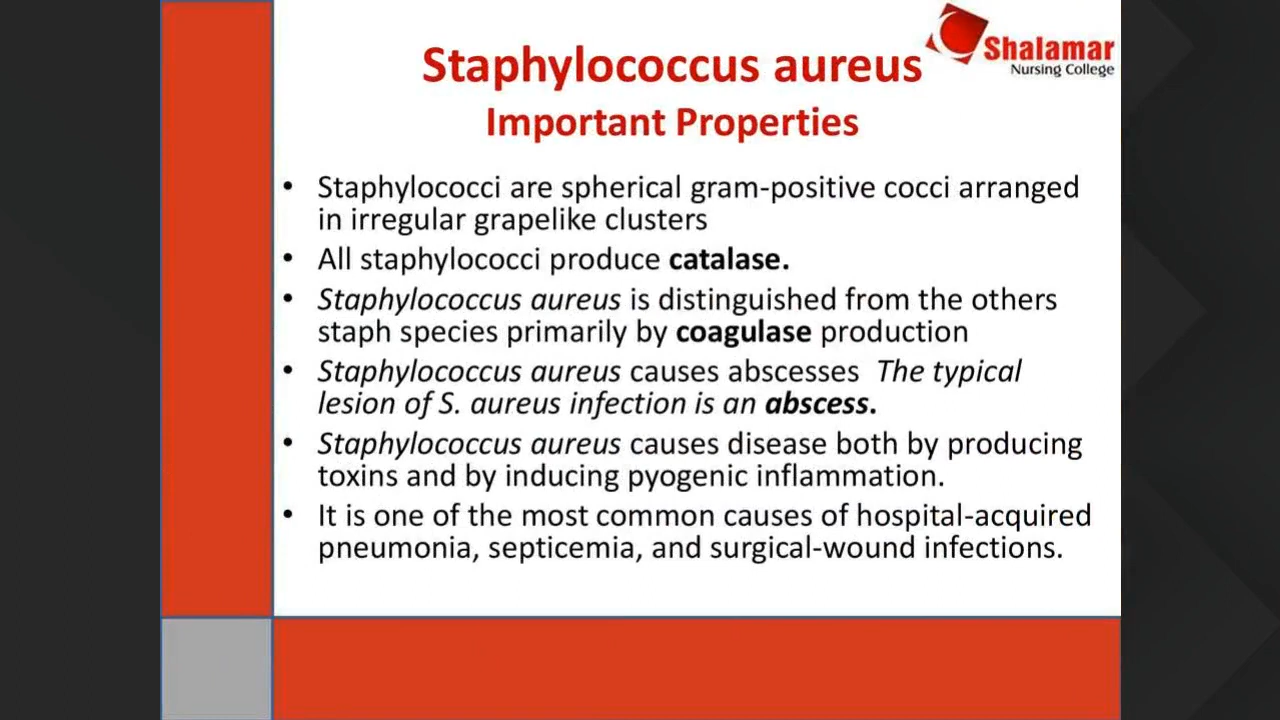 Staphylococcus aureus
Shalamar
Nursing College
Important Properties
• Staphylococci are spherical gram-positive cocci arranged
in irregular grapelike clusters
• All staphylococci produce catalase.
• Staphylococcus aureus is distinguished from the others
staph species primarily by coagulase production
• Staphylococcus aureus causes abscesses  The typical
lesion of S. aureus infection is an abscess.
• Staphylococcus aureus causes disease both by producing
toxins and by inducing pyogenic inflammation.
• It is one of the most common causes of hospital-acquired
pneumonia, septicemia, and surgical-wound infections.